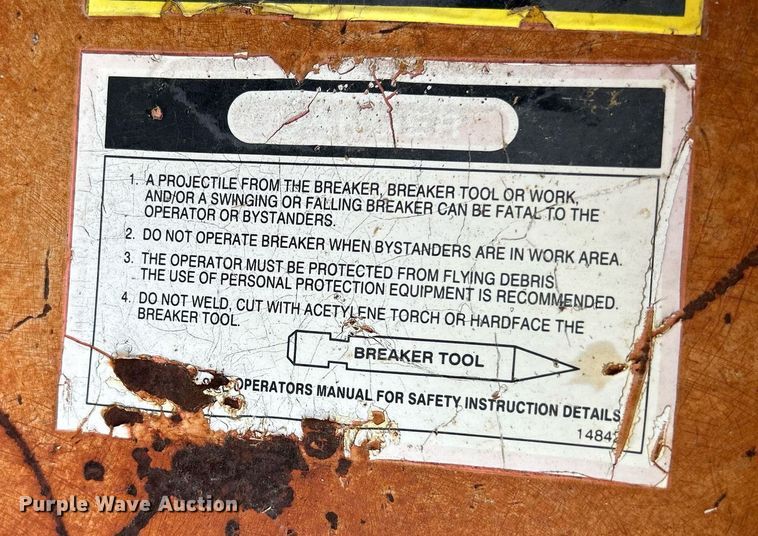 1. A PROJECTILE FROM THE BREAKER, BREAKER TOOL OR WORK,
AND/OR A SWINGING OR FALLING BREAKER CAN BE FATAL TO THE
OPERATOR OR BYSTANDERS.
2. DO NOT OPERATE BREAKER WHEN BYSTANDERS ARE IN WORK AREA.
3. THE OPERATOR MUST BE PROTECTED FROM FLYING DEBRIS
THE USE OF PERSONAL PROTECTION EQUIPMENT IS RECOMMENDED.
4. DO NOT WELD, CUT WITH ACETYLENE TORCH OR HARDFACE THE
BREAKER TOOL.
BREAKER TOOL
OPERATORS MANUAL FOR SAFETY INSTRUCTION DETAILS
Purple Wave Auction